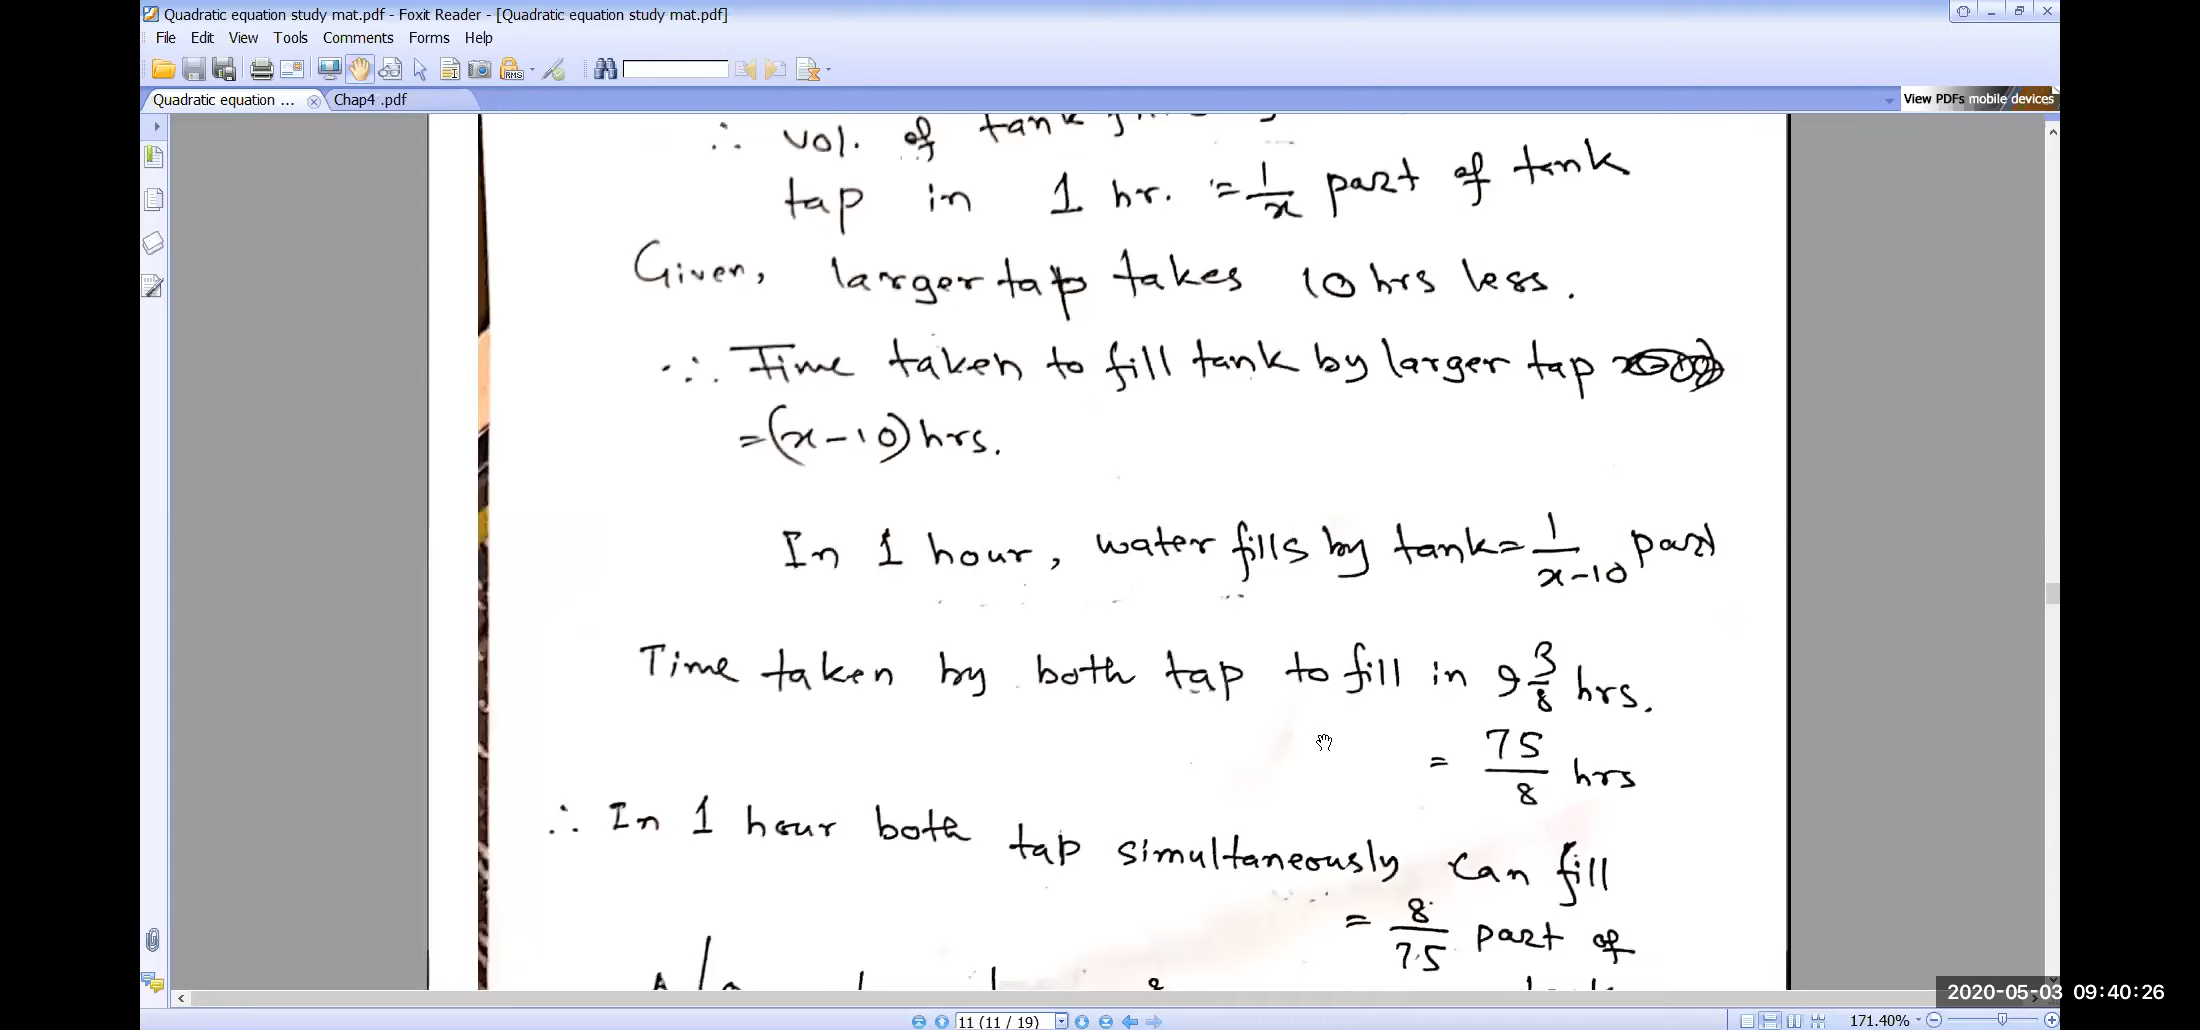 Quadratic equation study mat.pdf - Foxit Reader - [Quadratic equation study mat.pdf]
File Edit View Tools Comments Forms Help
RMS
Quadratic equation ... Chap4 .pdf
View PDFs mobile devices
∴ vol. of tank
tap in 1 hr. = 1/x part of tank
Given, larger tap takes 10 hrs less.
∴ Time taken to fill tank by larger tap
= (x-10) hrs.
In 1 hour, water fills by tank = 1/x-10 part
Time taken by both tap to fill in 9 3/8 hrs.
= 75/8 hrs
∴ In 1 hour both tap simultaneously can fill
= 8/75 part of
2020-05-03 09:40:26
11 (11 / 19)
171.40%